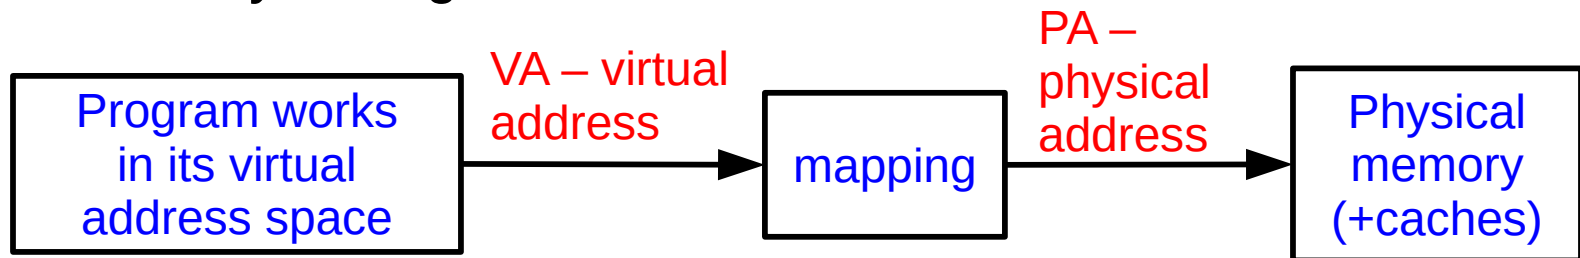 Program works
in its virtual
address space
VA – virtual
address
mapping
PA –
physical
address
Physical
memory
(+caches)